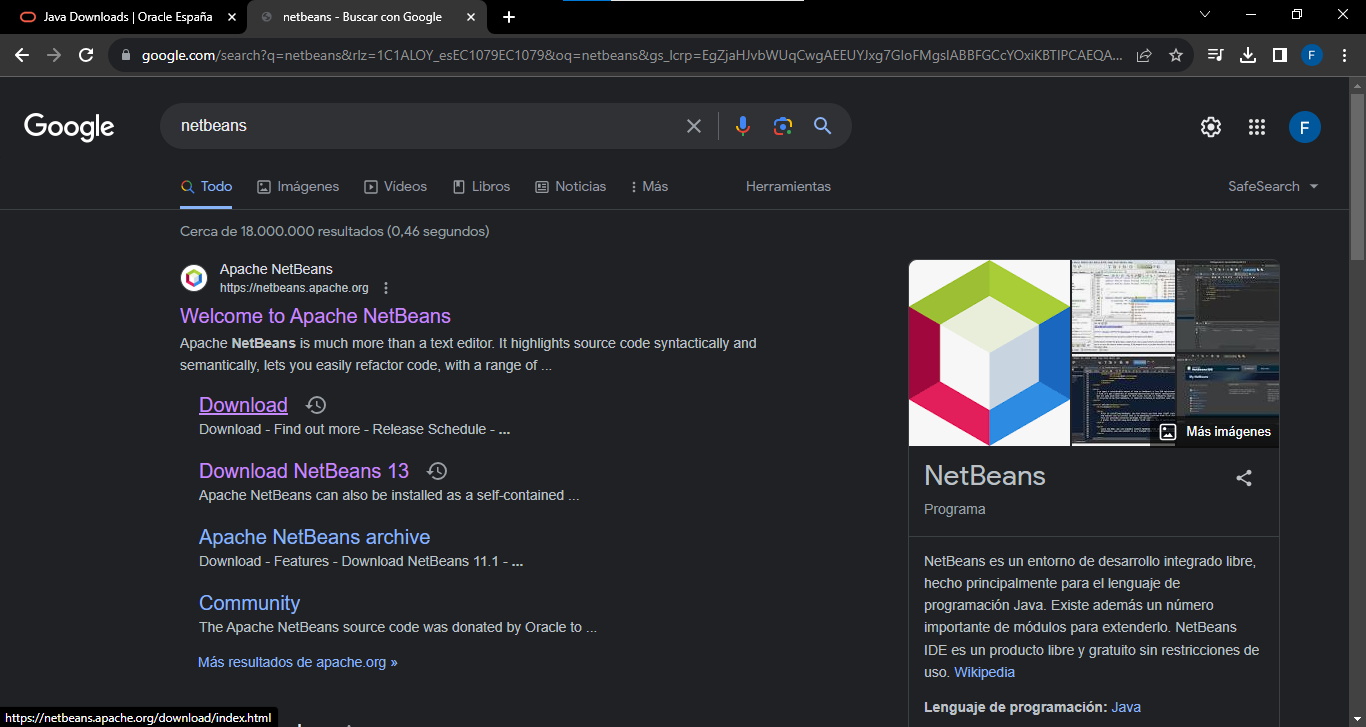 Java Downloads | Oracle España
netbeans - Buscar con Google
google.com/search?q=netbeans&rlz=1C1ALOY_esEC1079EC1079&oq=netbeans&gs_lcrp=EgZjaHJvbWUqCwgAEEUYJxg7GIoFMgsIABBFGCcYOxiKBTIPCAEQA...
F
Google
netbeans
F
Todo
Imágenes
Vídeos
Libros
Noticias
Más
Herramientas
SafeSearch
Cerca de 18.000.000 resultados (0,46 segundos)
Apache NetBeans
https://netbeans.apache.org
Welcome to Apache NetBeans
Apache NetBeans is much more than a text editor. It highlights source code syntactically and
semantically, lets you easily refactor code, with a range of ...
Download
Download - Find out more - Release Schedule - ...
Download NetBeans 13
Apache NetBeans can also be installed as a self-contained ...
Apache NetBeans archive
Download - Features - Download NetBeans 11.1 - ...
Community
The Apache NetBeans source code was donated by Oracle to ...
Más resultados de apache.org »
https://netbeans.apache.org/download/index.html
Más imágenes
NetBeans
Programa
NetBeans es un entorno de desarrollo integrado libre,
hecho principalmente para el lenguaje de
programación Java. Existe además un número
importante de módulos para extenderlo. NetBeans
IDE es un producto libre y gratuito sin restricciones de
uso. Wikipedia
Lenguaje de programación: Java